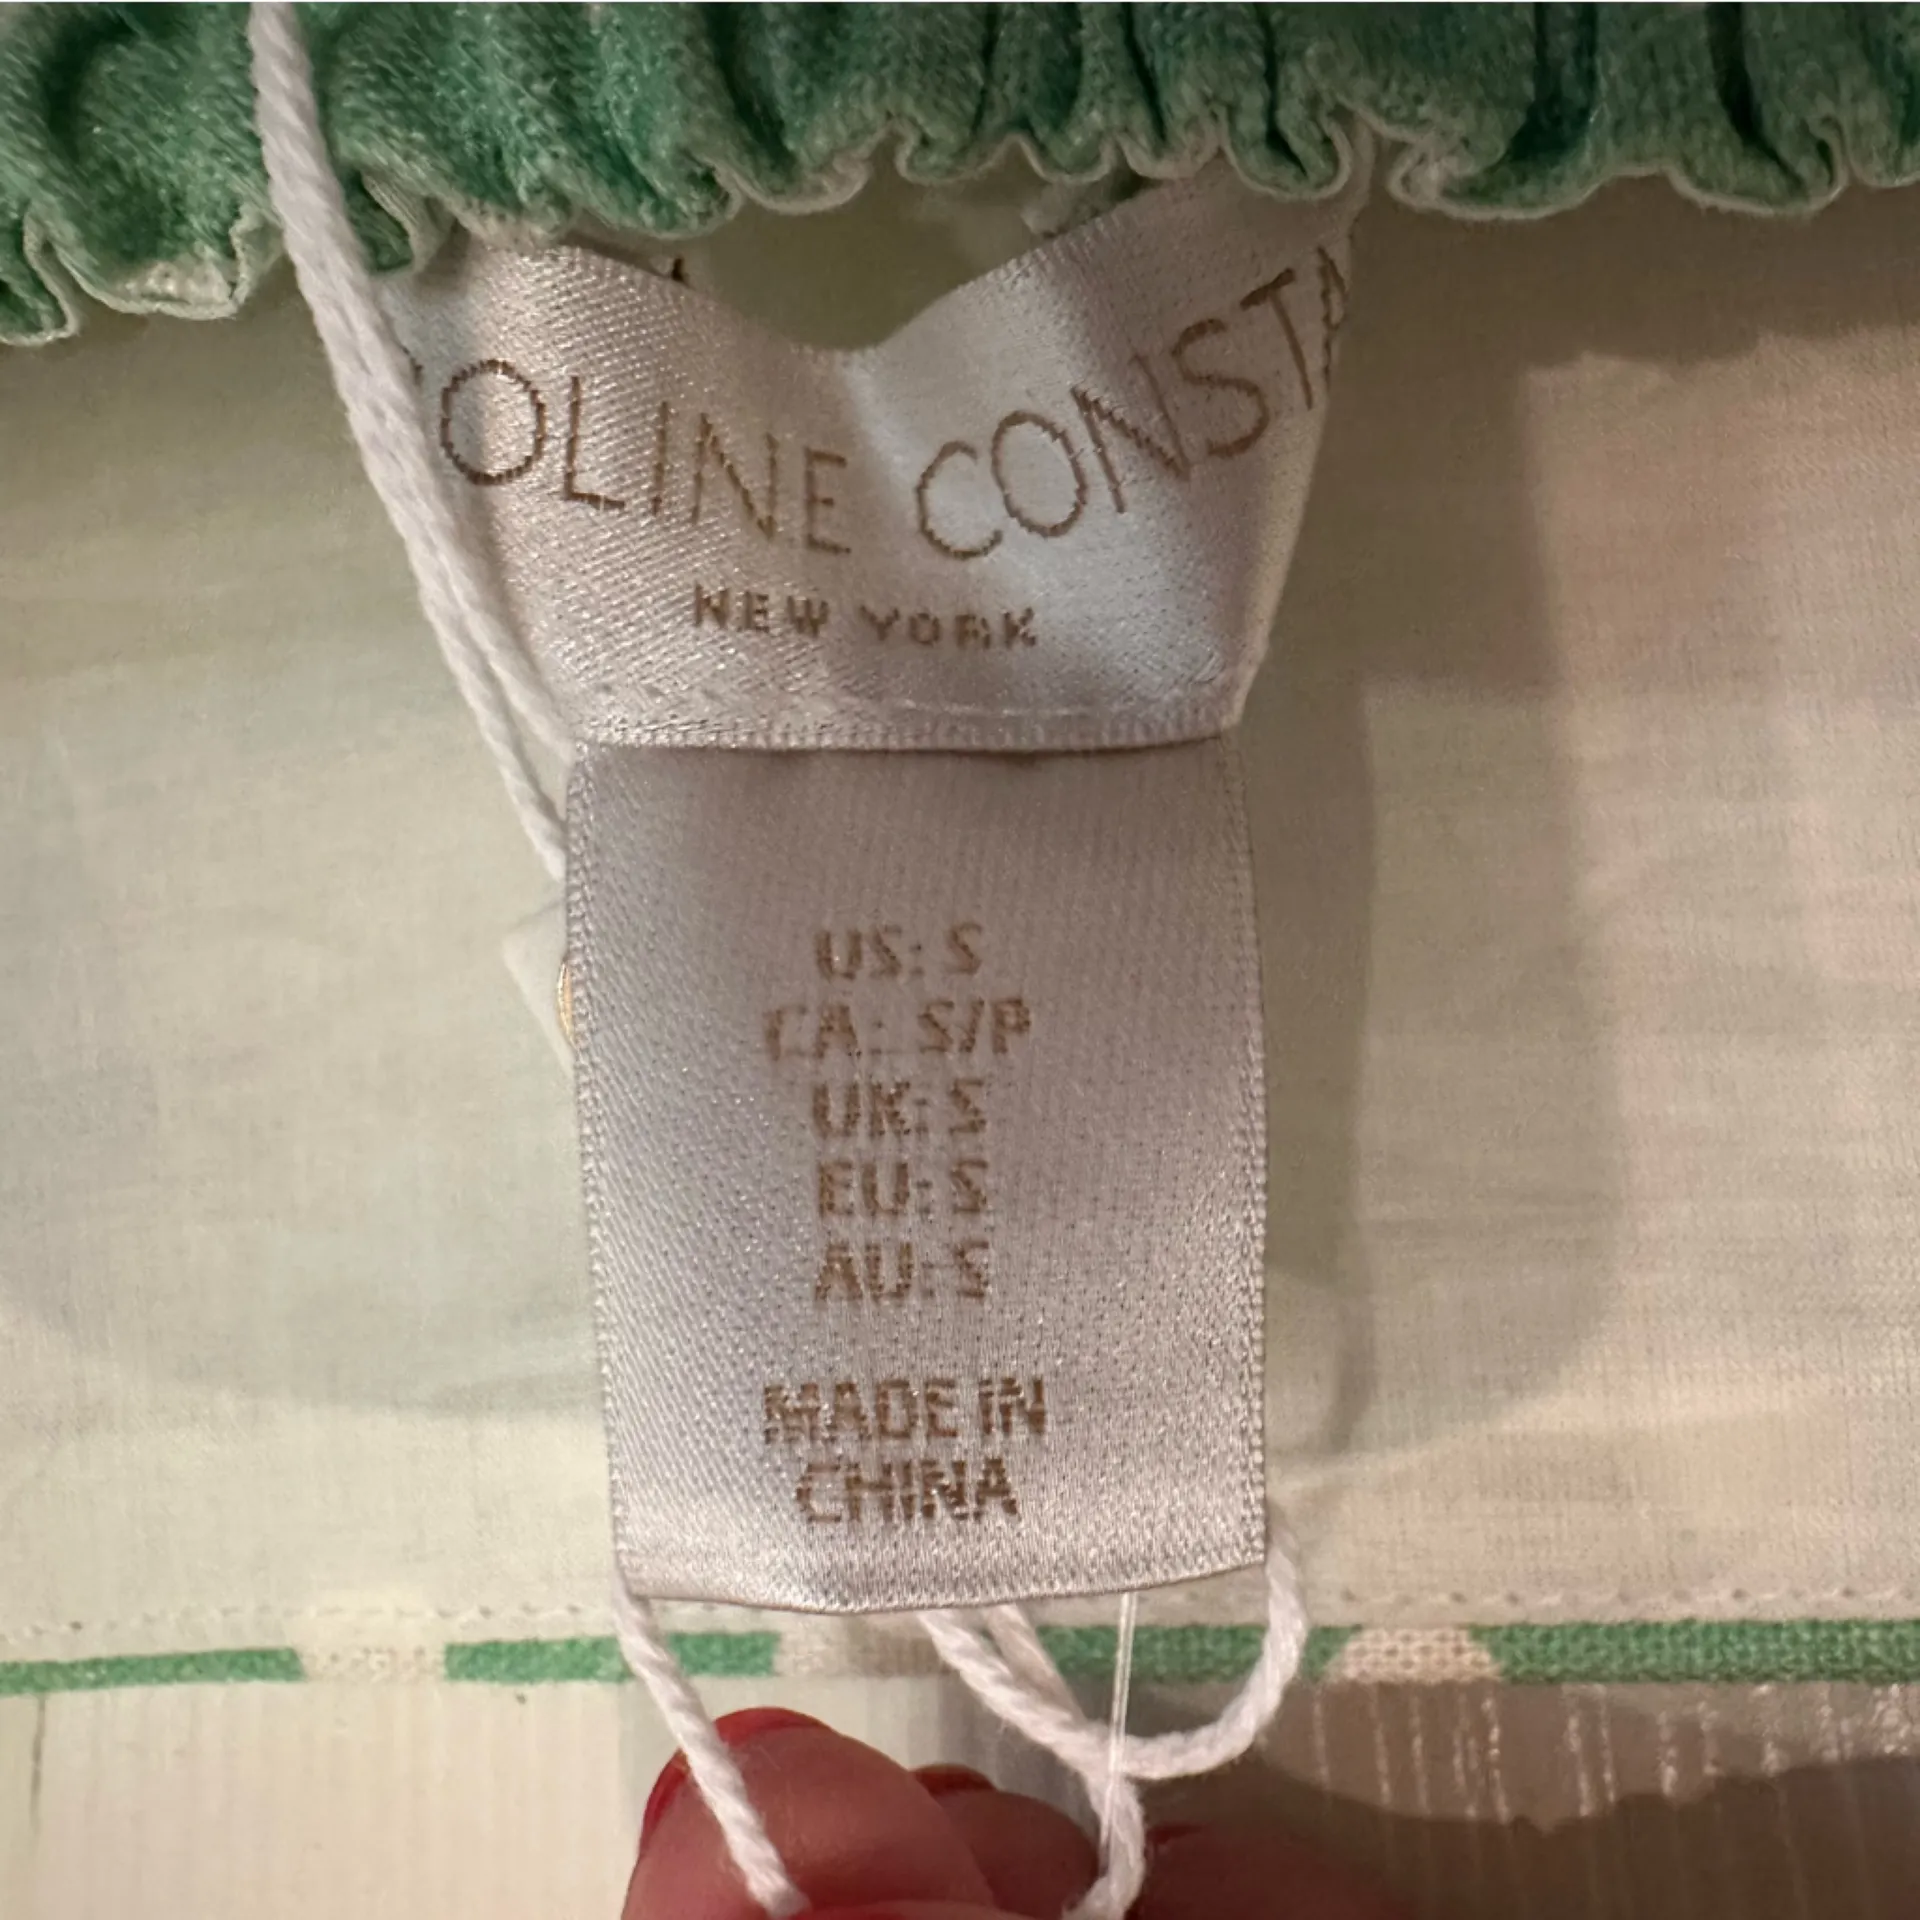 OLINE CONSTA
NEW YORK
US: S
CA: S/P
UK: S
EU: S
AU: S
MADE IN
CHINA